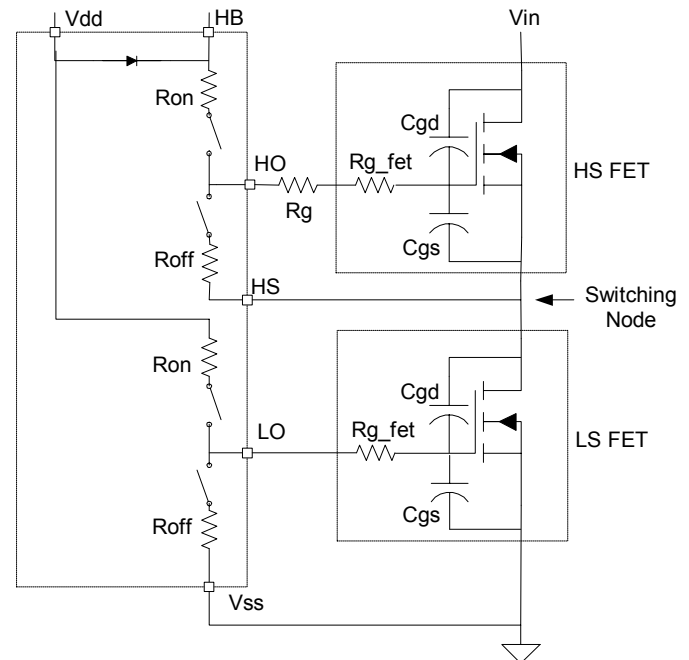 Vdd
HB
Vin
Ron
Cgd
HO
Rg_fet
HS FET
Rg
Cgs
Roff
HS
Switching
Node
Ron
Cgd
LO
Rg_fet
LS FET
Cgs
Roff
Vss